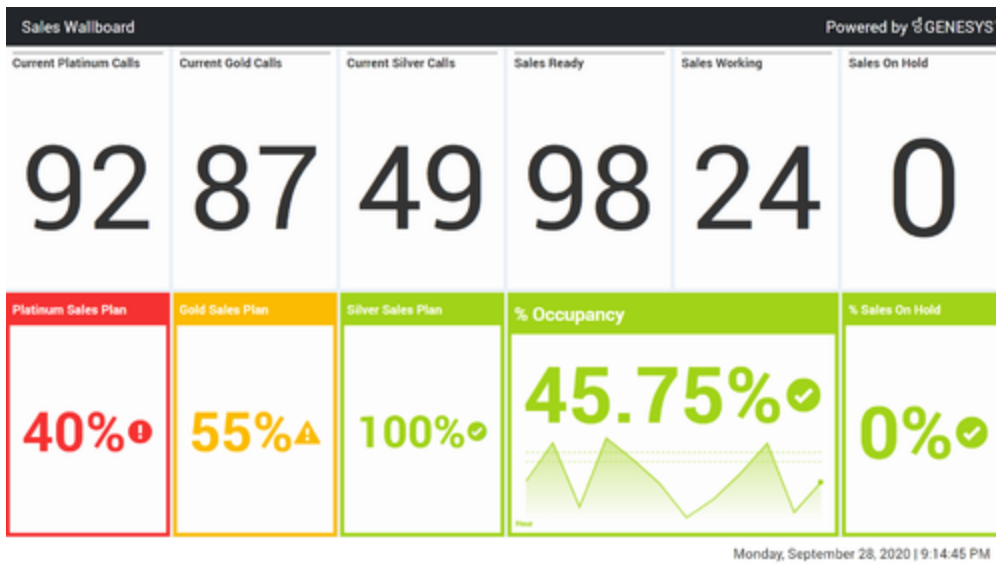 Sales Wallboard
Powered by GENESYS
Current Platinum Calls
Current Gold Calls
Current Silver Calls
Sales Ready
Sales Working
Sales On Hold
92
87
49
98
24
0
Platinum Sales Plan
Gold Sales Plan
Silver Sales Plan
% Occupancy
% Sales On Hold
40%
55%
100%
45.75%
0%
Hour
Monday, September 28, 2020 | 9:14:45 PM